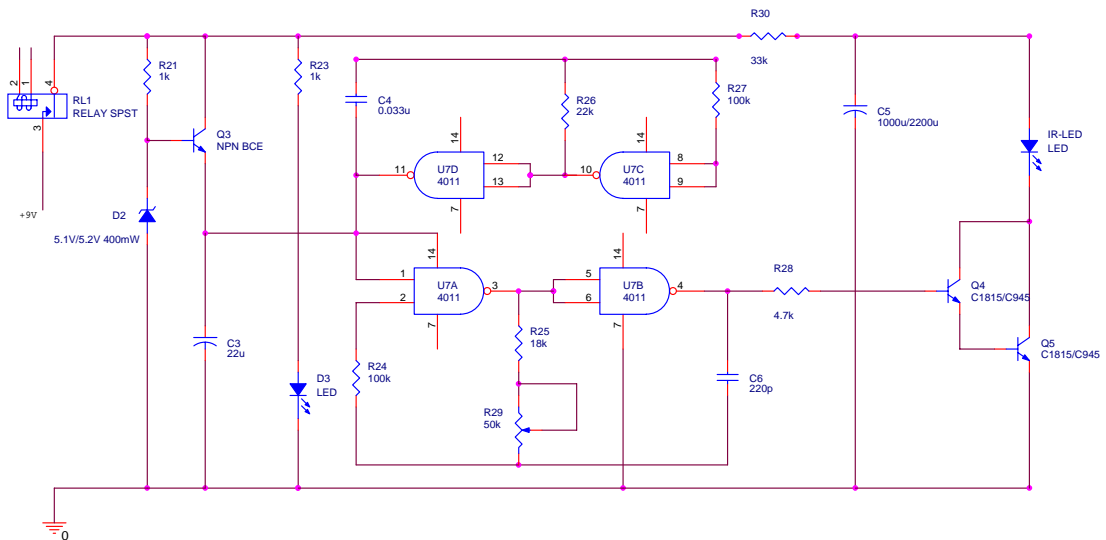 R30
33k
2
1
4
3
RL1
RELAY SPST
+9V
R21
1k
Q3
NPN BCE
D2
5.1V/5.2V 400mW
C3
22u
R23
1k
D3
LED
C4
0.033u
R26
22k
R27
100k
14
11
U7D
4011
12
13
7
14
10
U7C
4011
8
9
7
14
1
2
U7A
4011
3
7
14
5
6
U7B
4011
4
7
R24
100k
R25
18k
R29
50k
C6
220p
R28
4.7k
C5
1000u/2200u
IR-LED
LED
Q4
C1815/C945
Q5
C1815/C945
0